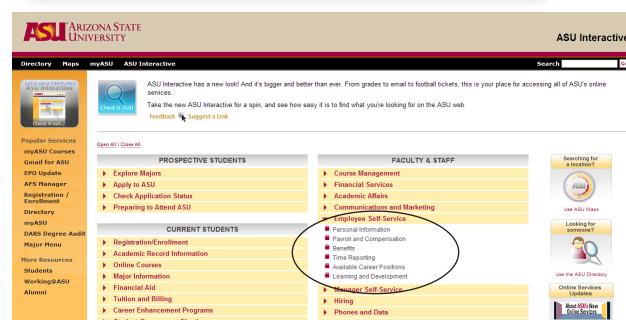 ASU ARIZONA STATE
UNIVERSITY
ASU Interactive
Directory Maps myASU ASU Interactive Search
ASU Interactive
Check it out...
Check it Out!
ASU Interactive has a new look! And it's bigger and better than ever. From grades to email to football tickets, this is your place for accessing all of ASU's online
services.
Take the new ASU Interactive for a spin, and see how easy it is to find what you're looking for on the ASU web.
Feedback Suggest a Link
Popular Services
myASU Courses
Gmail for ASU
EPO Update
AFS Manager
Registration /
Enrollment
Directory
myASU
DARS Degree Audit
Major Menu
More Resources
Students
Working@ASU
Alumni
Open All | Close All
PROSPECTIVE STUDENTS
Explore Majors
Apply to ASU
Check Application Status
Preparing to Attend ASU
CURRENT STUDENTS
Registration/Enrollment
Academic Record Information
Online Courses
Major Information
Financial Aid
Tuition and Billing
Career Enhancement Programs
FACULTY & STAFF
Course Management
Financial Services
Academic Affairs
Communications and Marketing
Employee Self-Service
Personal Information
Payroll and Compensation
Benefits
Time Reporting
Available Career Positions
Learning and Development
Manager Self-Service
Hiring
Phones and Data
Searching for
a location?
ASU
Use ASU Maps
Looking for
someone?
Use the ASU Directory
Online Services
Updates
About ASU's New
Online Services